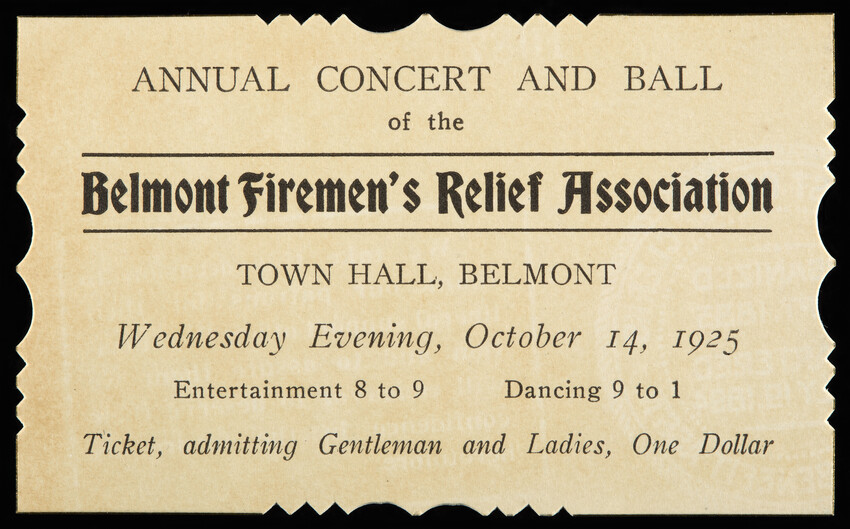 ANNUAL CONCERT AND BALL
of the
Belmont Firemen's Relief Association
TOWN HALL, BELMONT
Wednesday Evening, October 14, 1925
Entertainment 8 to 9 Dancing 9 to 1
Ticket, admitting Gentleman and Ladies, One Dollar